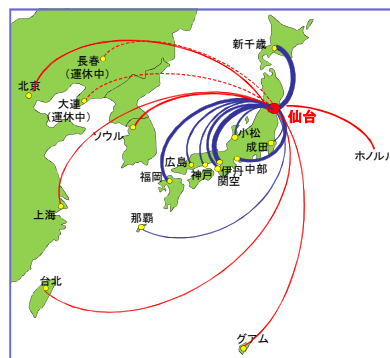 新千歳
長春
（運休中）
北京
大連
（運休中）
仙台
ソウル
小松
成田
広島
伊丹
中部
福岡
神戸
関空
ホノルル
上海
那覇
台北
グアム